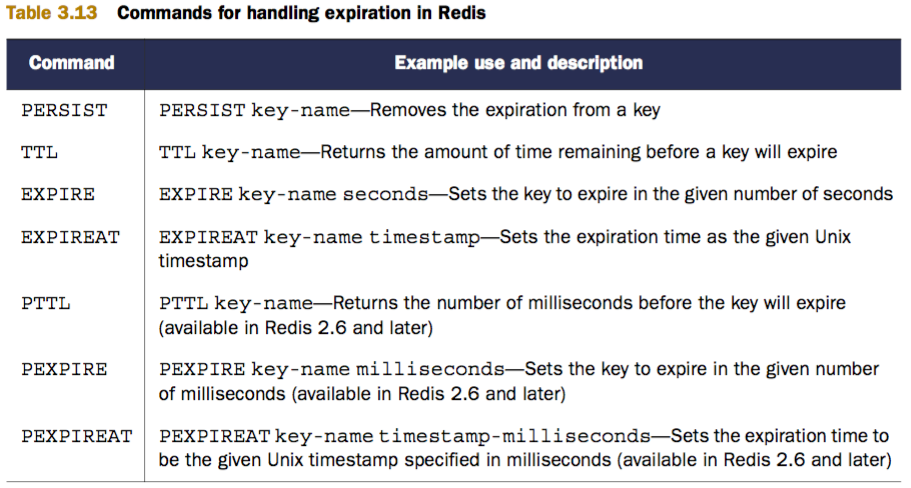 Table 3.13 Commands for handling expiration in Redis
Command Example use and description
PERSIST PERSIST key-name—Removes the expiration from a key
TTL TTL key-name—Returns the amount of time remaining before a key will expire
EXPIRE EXPIRE key-name seconds—Sets the key to expire in the given number of seconds
EXPIREAT EXPIREAT key-name timestamp—Sets the expiration time as the given Unix
timestamp
PTTL PTTL key-name—Returns the number of milliseconds before the key will expire
(available in Redis 2.6 and later)
PEXPIRE PEXPIRE key-name milliseconds—Sets the key to expire in the given number
of milliseconds (available in Redis 2.6 and later)
PEXPIREAT PEXPIREAT key-name timestamp-milliseconds—Sets the expiration time to
be the given Unix timestamp specified in milliseconds (available in Redis 2.6 and later)